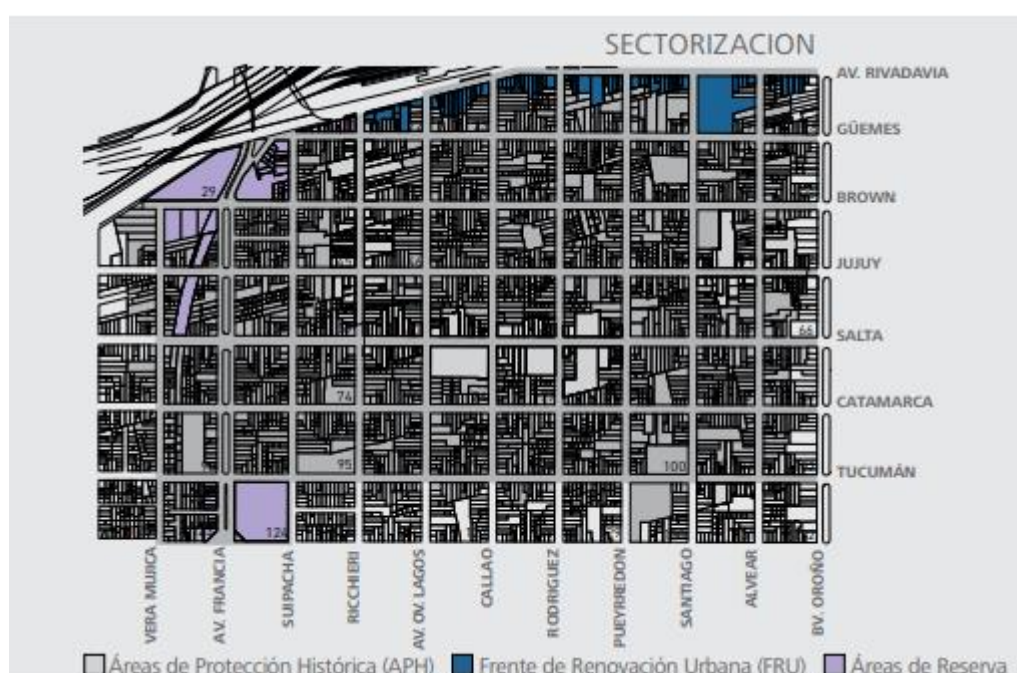 SECTORIZACION
AV. RIVADAVIA
GÜEMES
29
BROWN
JUJUY
66
SALTA
74
CATAMARCA
95
100
TUCUMÁN
124
VERA MUJICA
AV. FRANCIA
SUIPACHA
RICCHIERI
AV. OV. LAGOS
CALLAO
RODRIGUEZ
PUEYRREDON
SANTIAGO
ALVEAR
BV. OROÑO
Áreas de Protección Histórica (APH) Frente de Renovación Urbana (FRU) Áreas de Reserva